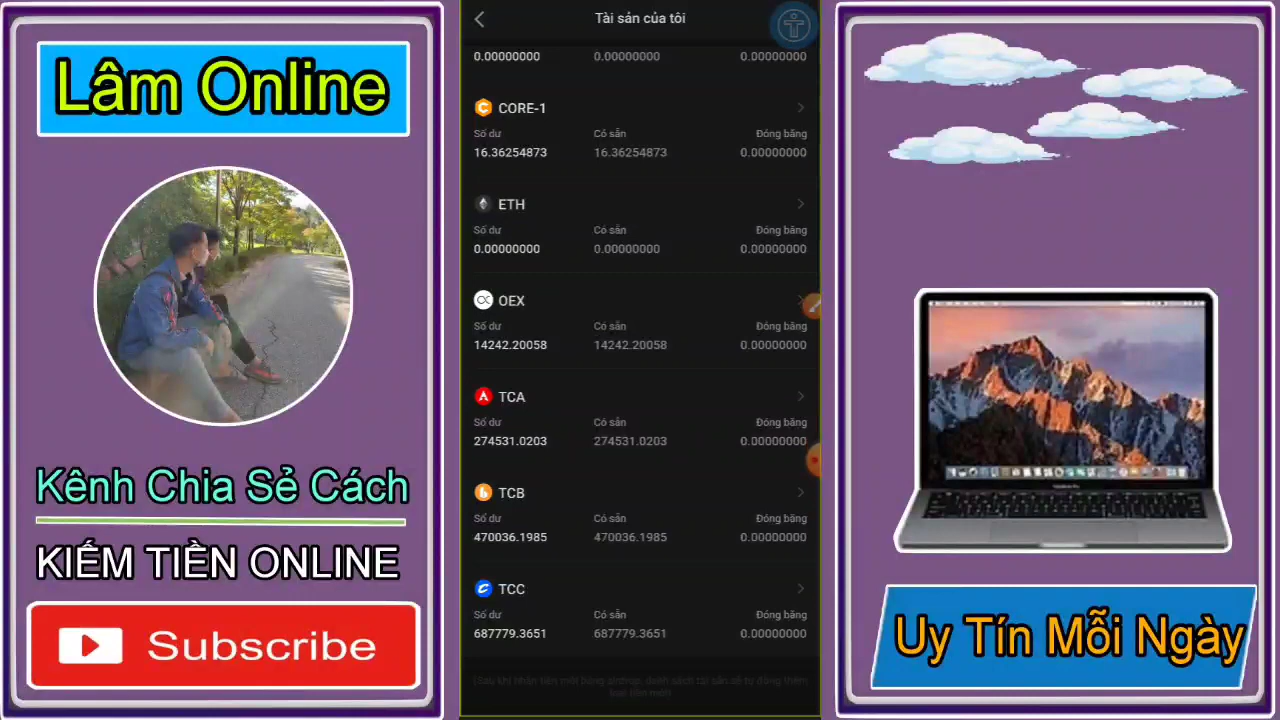 Lâm Online
Kênh Chia Sẻ Cách
KIẾM TIỀN ONLINE
Subscribe
Tài sản của tôi
0.00000000 0.00000000 0.00000000
CORE-1
Số dư Có sẵn Đóng băng
16.36254873 16.36254873 0.00000000
ETH
Số dư Có sẵn Đóng băng
0.00000000 0.00000000 0.00000000
OEX
Số dư Có sẵn Đóng băng
14242.20058 14242.20058 0.00000000
TCA
Số dư Có sẵn Đóng băng
274531.0203 274531.0203 0.00000000
TCB
Số dư Có sẵn Đóng băng
470036.1985 470036.1985 0.00000000
TCC
Số dư Có sẵn Đóng băng
687779.3651 687779.3651 0.00000000
Uy Tín Mỗi Ngày